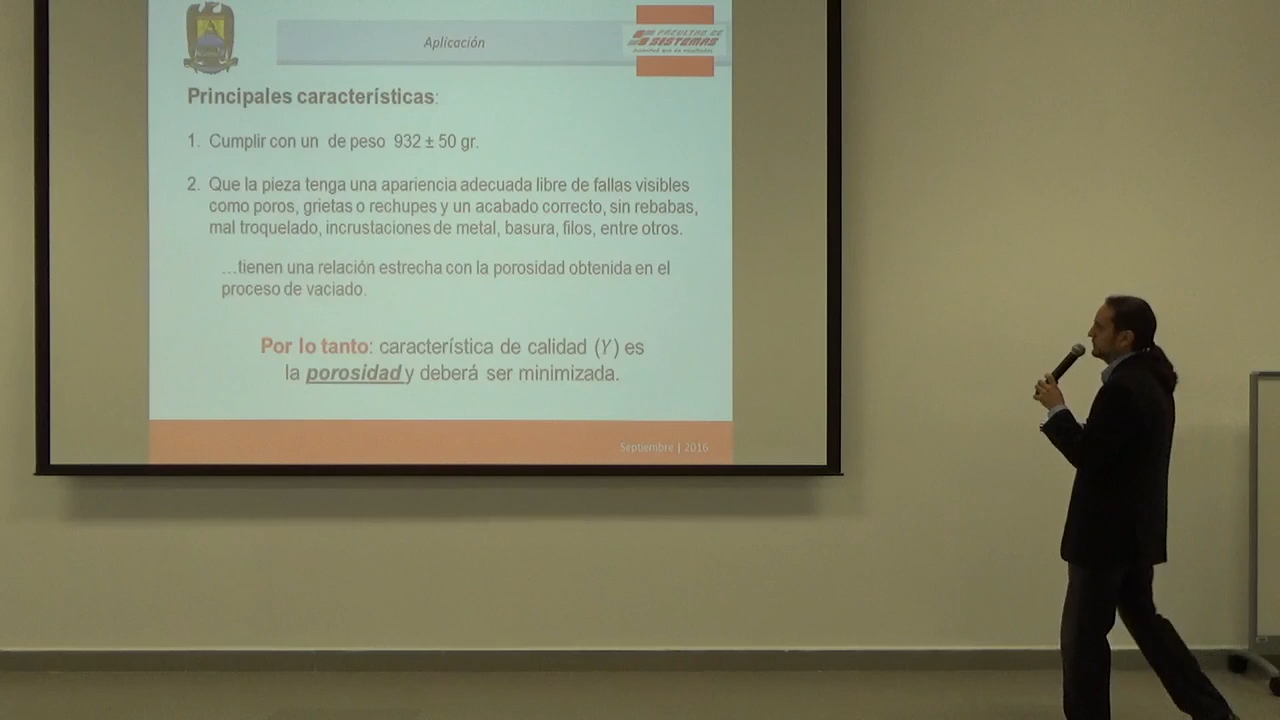 Aplicación
FACULTAD DE
SISTEMAS
Principales características:
1. Cumplir con un de peso 932 ± 50 gr.
2. Que la pieza tenga una apariencia adecuada libre de fallas visibles
como poros, grietas o rechupes y un acabado correcto, sin rebabas,
mal troquelado, incrustaciones de metal, basura, filos, entre otros.
…tienen una relación estrecha con la porosidad obtenida en el
proceso de vaciado.
Por lo tanto: característica de calidad (Y) es
la porosidad y deberá ser minimizada.
Septiembre | 2016